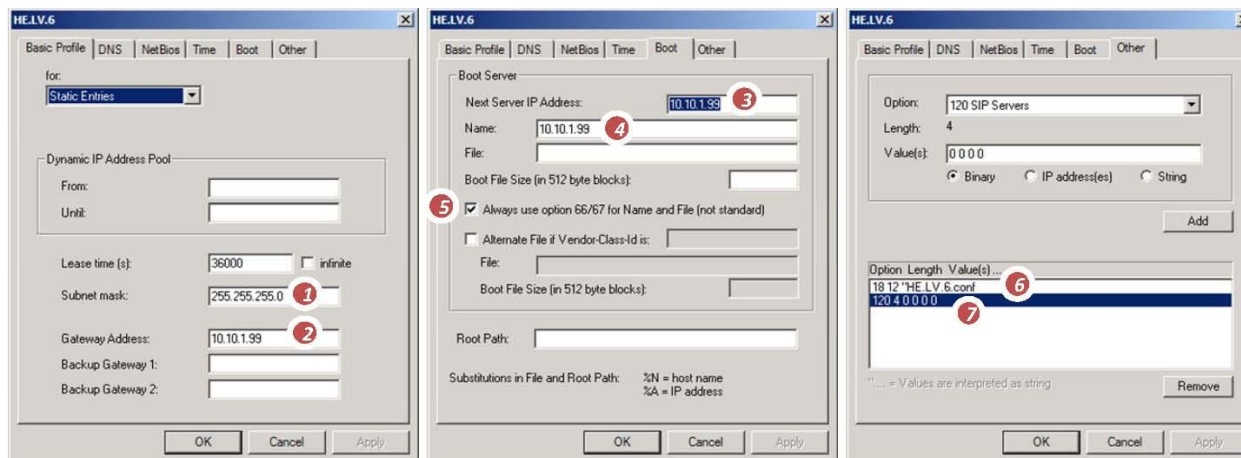 HE.LV.6
Basic Profile DNS NetBios Time Boot Other
for:
Static Entries
Dynamic IP Address Pool
From:
Until:
Lease time (s): 36000 infinite
Subnet mask: 255.255.255.0 1
Gateway Address: 10.10.1.99 2
Backup Gateway 1:
Backup Gateway 2:
OK Cancel Apply
HE.LV.6
Basic Profile DNS NetBios Time Boot Other
Boot Server
Next Server IP Address: 10.10.1.99 3
Name: 10.10.1.99 4
File:
Boot File Size (in 512 byte blocks):
5 Always use option 66/67 for Name and File (not standard)
Alternate File if Vendor-Class-Id is:
File:
Boot File Size (in 512 byte blocks):
Root Path:
Substitutions in File and Root Path: %N = host name
%A = IP address
OK Cancel Apply
HE.LV.6
Basic Profile DNS NetBios Time Boot Other
Option: 120 SIP Servers
Length: 4
Value(s): 0 0 0 0
Binary IP address(es) String
Add
Option Length Value(s)...
18 12 "HE.LV.6.conf 6
120 4 0 0 0 0 7
".... = Values are interpreted as string
Remove
OK Cancel Apply